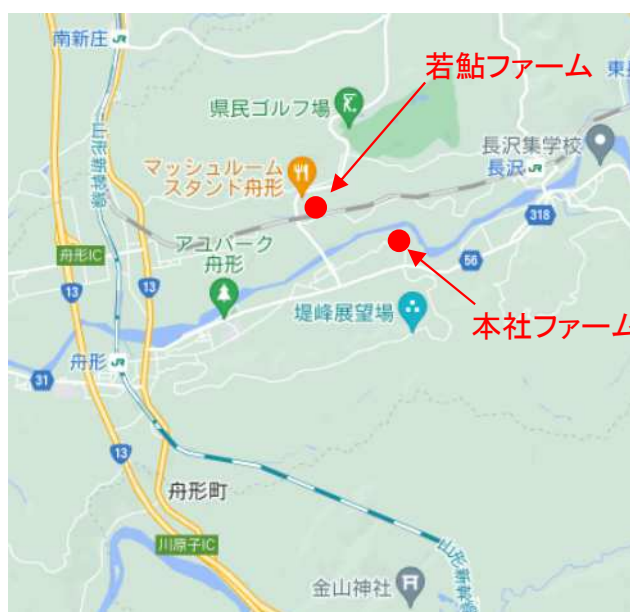 南新庄
若鮎ファーム
県民ゴルフ場
山形新幹線
長沢集学校
長沢
マッシュルーム
スタンド舟形
318
アユパーク
舟形
舟形IC
56
13
13
堤峰展望場
本社ファーム
舟形
31
13
舟形町
川原子IC
山形新幹線
金山神社